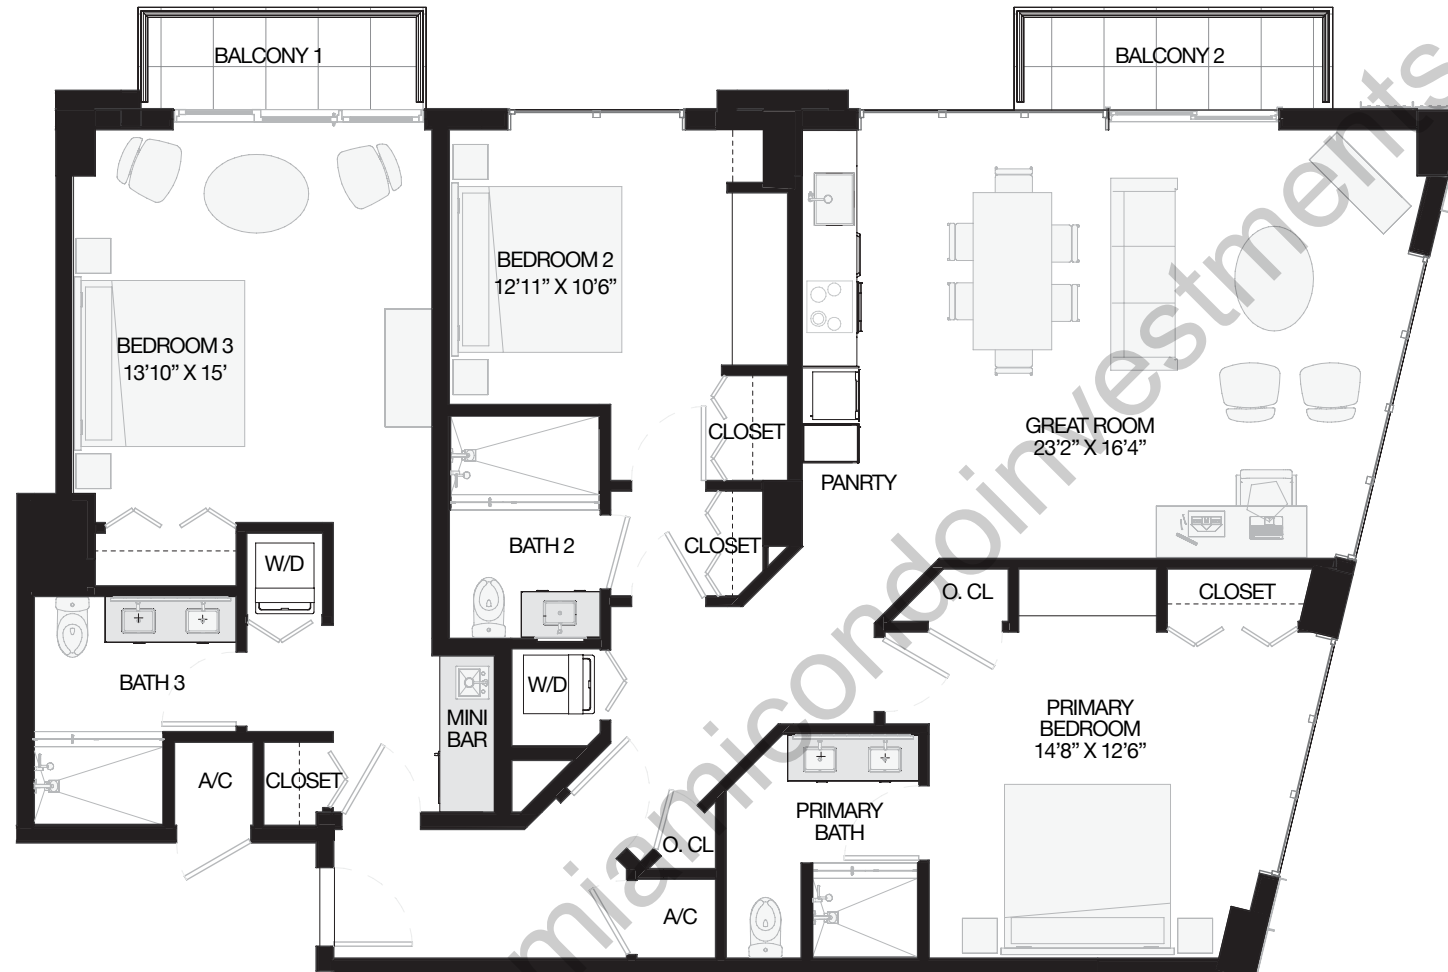 BALCONY 1
BALCONY 2
BEDROOM 2
12'11” X 10'6”
BEDROOM 3
13'10” X 15'
CLOSET
GREAT ROOM
23'2” X 16'4”
PANRTY
BATH 2
CLOSET
W/D
O. CL
CLOSET
BATH 3
W/D
MINI
BAR
PRIMARY
BEDROOM
14'8” X 12'6”
A/C
CLOSET
PRIMARY
BATH
O. CL
A/C
miamicondoinvestments